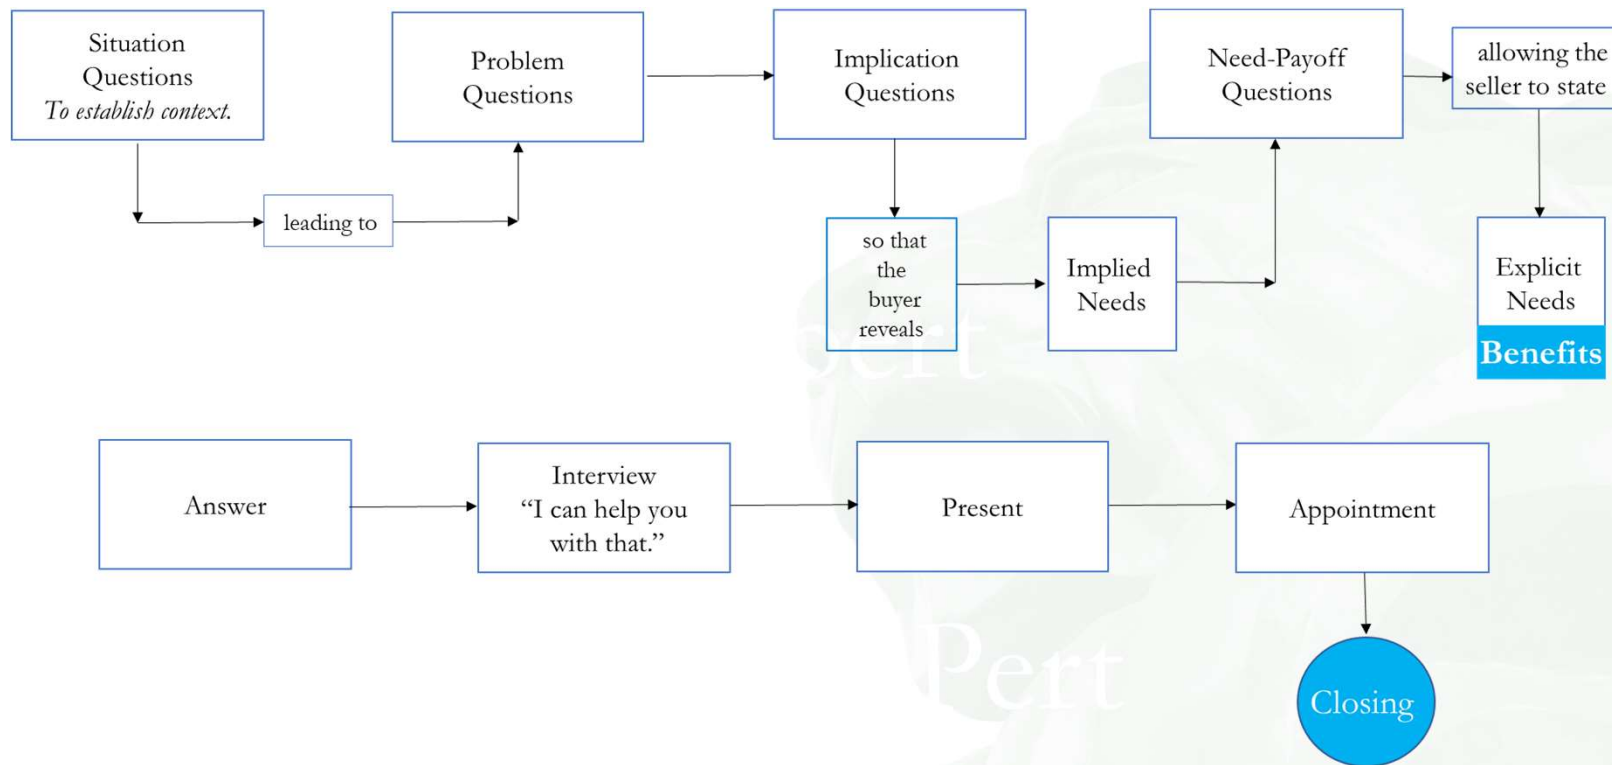 Situation
Questions
To establish context.
leading to
Problem
Questions
Implication
Questions
so that
the
buyer
reveals
Implied
Needs
Need-Payoff
Questions
allowing the
seller to state
Explicit
Needs
Benefits
Answer
Interview
“I can help you
with that.”
Present
Appointment
Closing
Pert